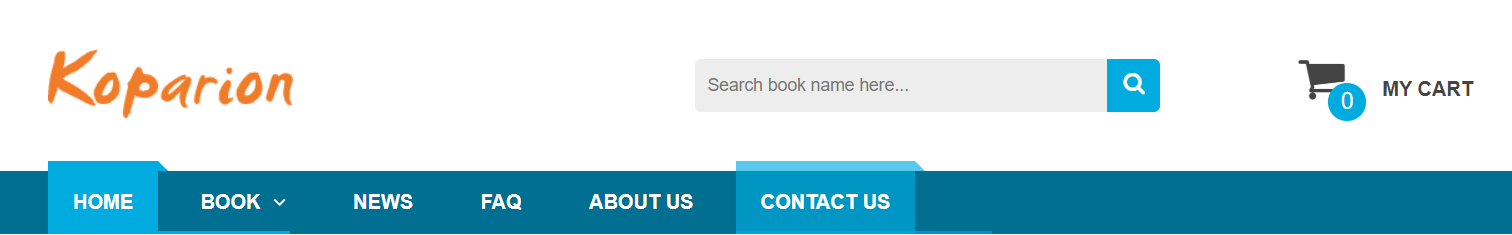 Koparion
Search book name here...
0
MY CART
HOME BOOK NEWS FAQ ABOUT US CONTACT US